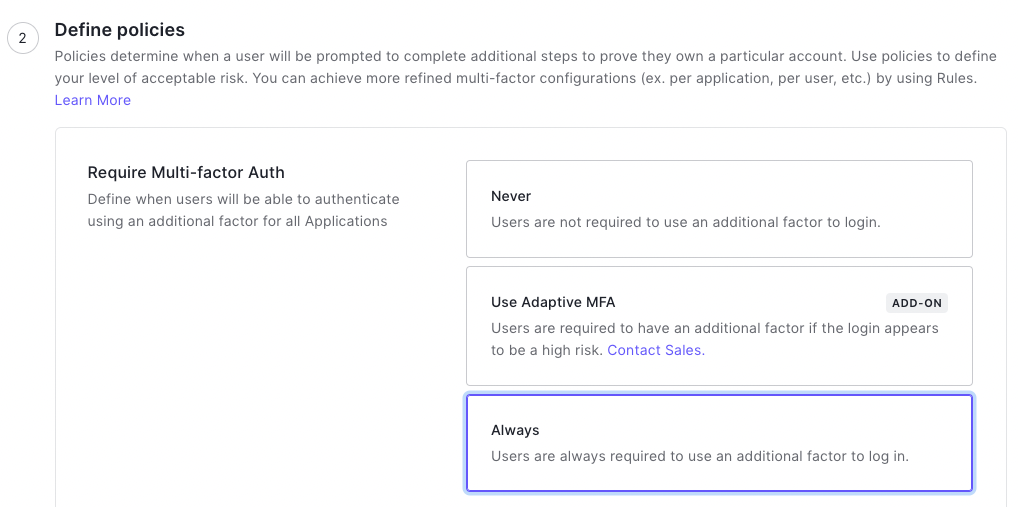 2
Define policies
Policies determine when a user will be prompted to complete additional steps to prove they own a particular account. Use policies to define
your level of acceptable risk. You can achieve more refined multi-factor configurations (ex. per application, per user, etc.) by using Rules.
Learn More
Require Multi-factor Auth
Define when users will be able to authenticate
using an additional factor for all Applications
Never
Users are not required to use an additional factor to login.
Use Adaptive MFA
ADD-ON
Users are required to have an additional factor if the login appears
to be a high risk. Contact Sales.
Always
Users are always required to use an additional factor to log in.